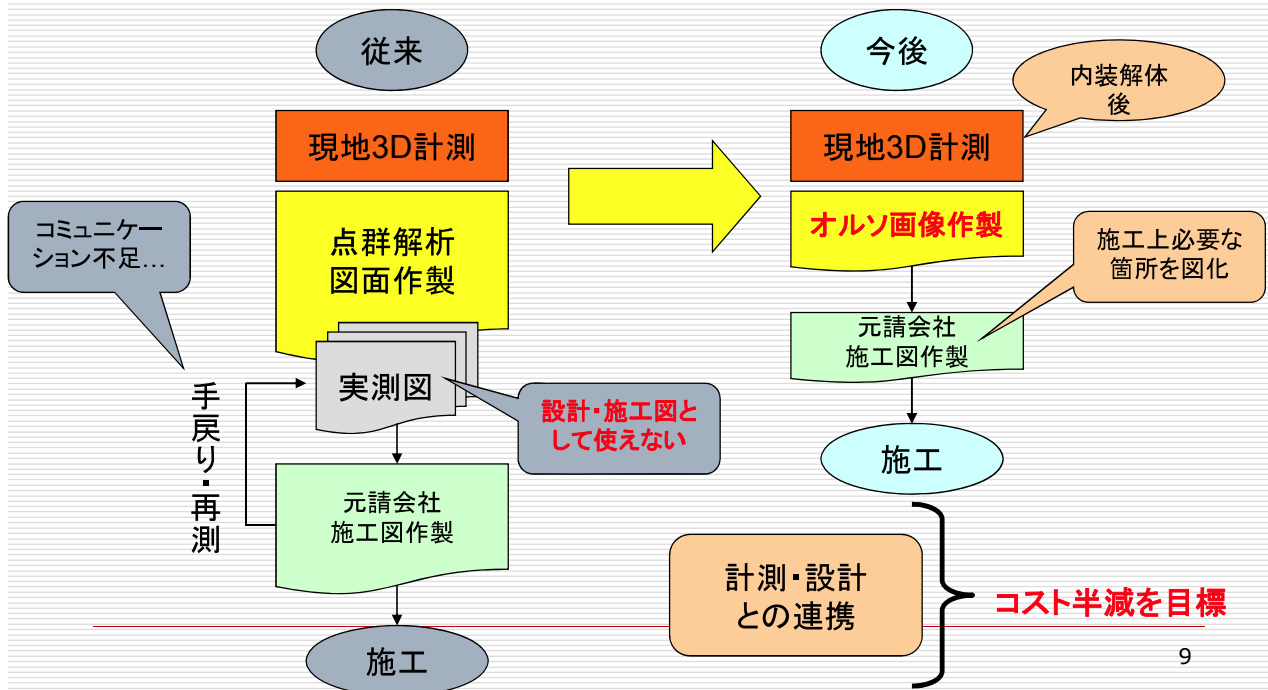 従来
現地3D計測
点群解析
図面作製
コミュニケー
ション不足…
実測図
設計・施工図と
して使えない
手戻り・再測
元請会社
施工図作製
施工
今後
内装解体
後
現地3D計測
オルソ画像作製
施工上必要な
箇所を図化
元請会社
施工図作製
施工
計測・設計
との連携
コスト半減を目標
9